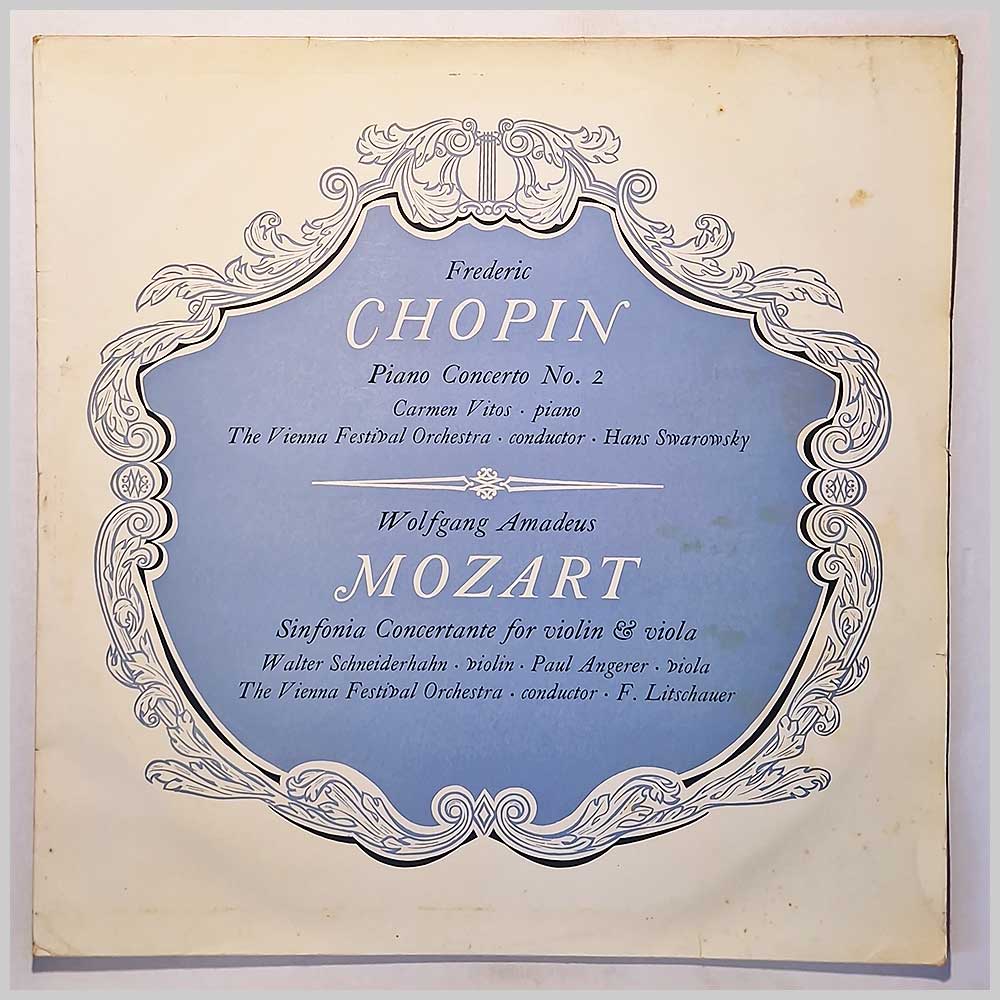 Frederic
CHOPIN
Piano Concerto No. 2
Carmen Vitos · piano
The Vienna Festival Orchestra · conductor · Hans Swarowsky
Wolfgang Amadeus
MOZART
Sinfonia Concertante for violin & viola
Walter Schneiderhahn · violin · Paul Angerer · viola
The Vienna Festival Orchestra · conductor · F. Litschauer